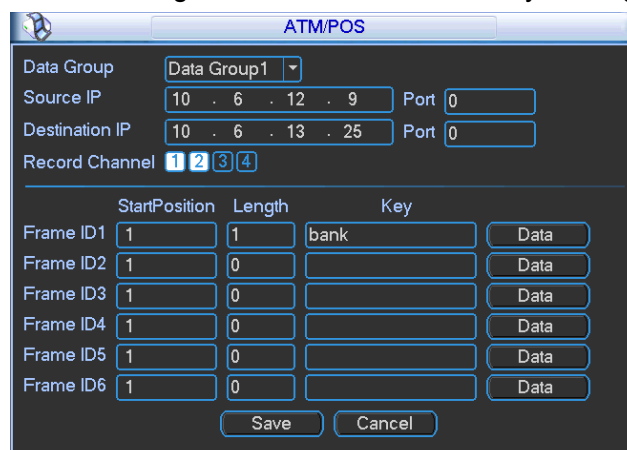 ATM/POS
Data Group Data Group1
Source IP 10 . 6 . 12 . 9 Port 0
Destination IP 10 . 6 . 13 . 25 Port 0
Record Channel 1 2 3 4
StartPosition Length Key
Frame ID1 1 1 bank Data
Frame ID2 1 0 Data
Frame ID3 1 0 Data
Frame ID4 1 0 Data
Frame ID5 1 0 Data
Frame ID6 1 0 Data
Save Cancel